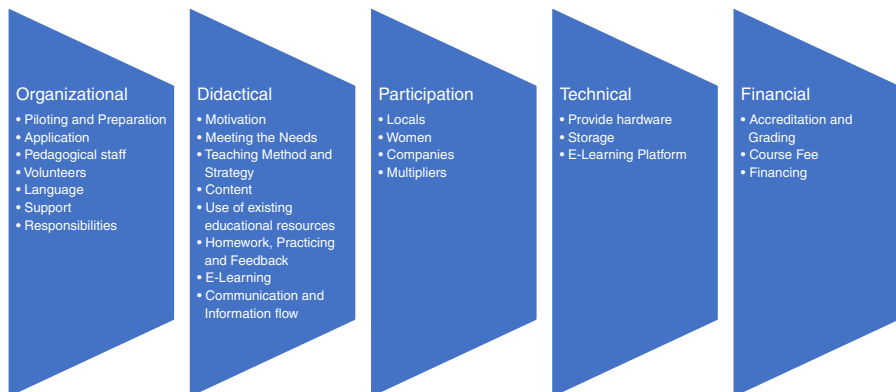 Organizational
• Piloting and Preparation
• Application
• Pedagogical staff
• Volunteers
• Language
• Support
• Responsibilities
Didactical
• Motivation
• Meeting the Needs
• Teaching Method and
Strategy
• Content
• Use of existing
educational resources
• Homework, Practicing
and Feedback
• E-Learning
• Communication and
Information flow
Participation
• Locals
• Women
• Companies
• Multipliers
Technical
• Provide hardware
• Storage
• E-Learning Platform
Financial
• Accreditation and
Grading
• Course Fee
• Financing